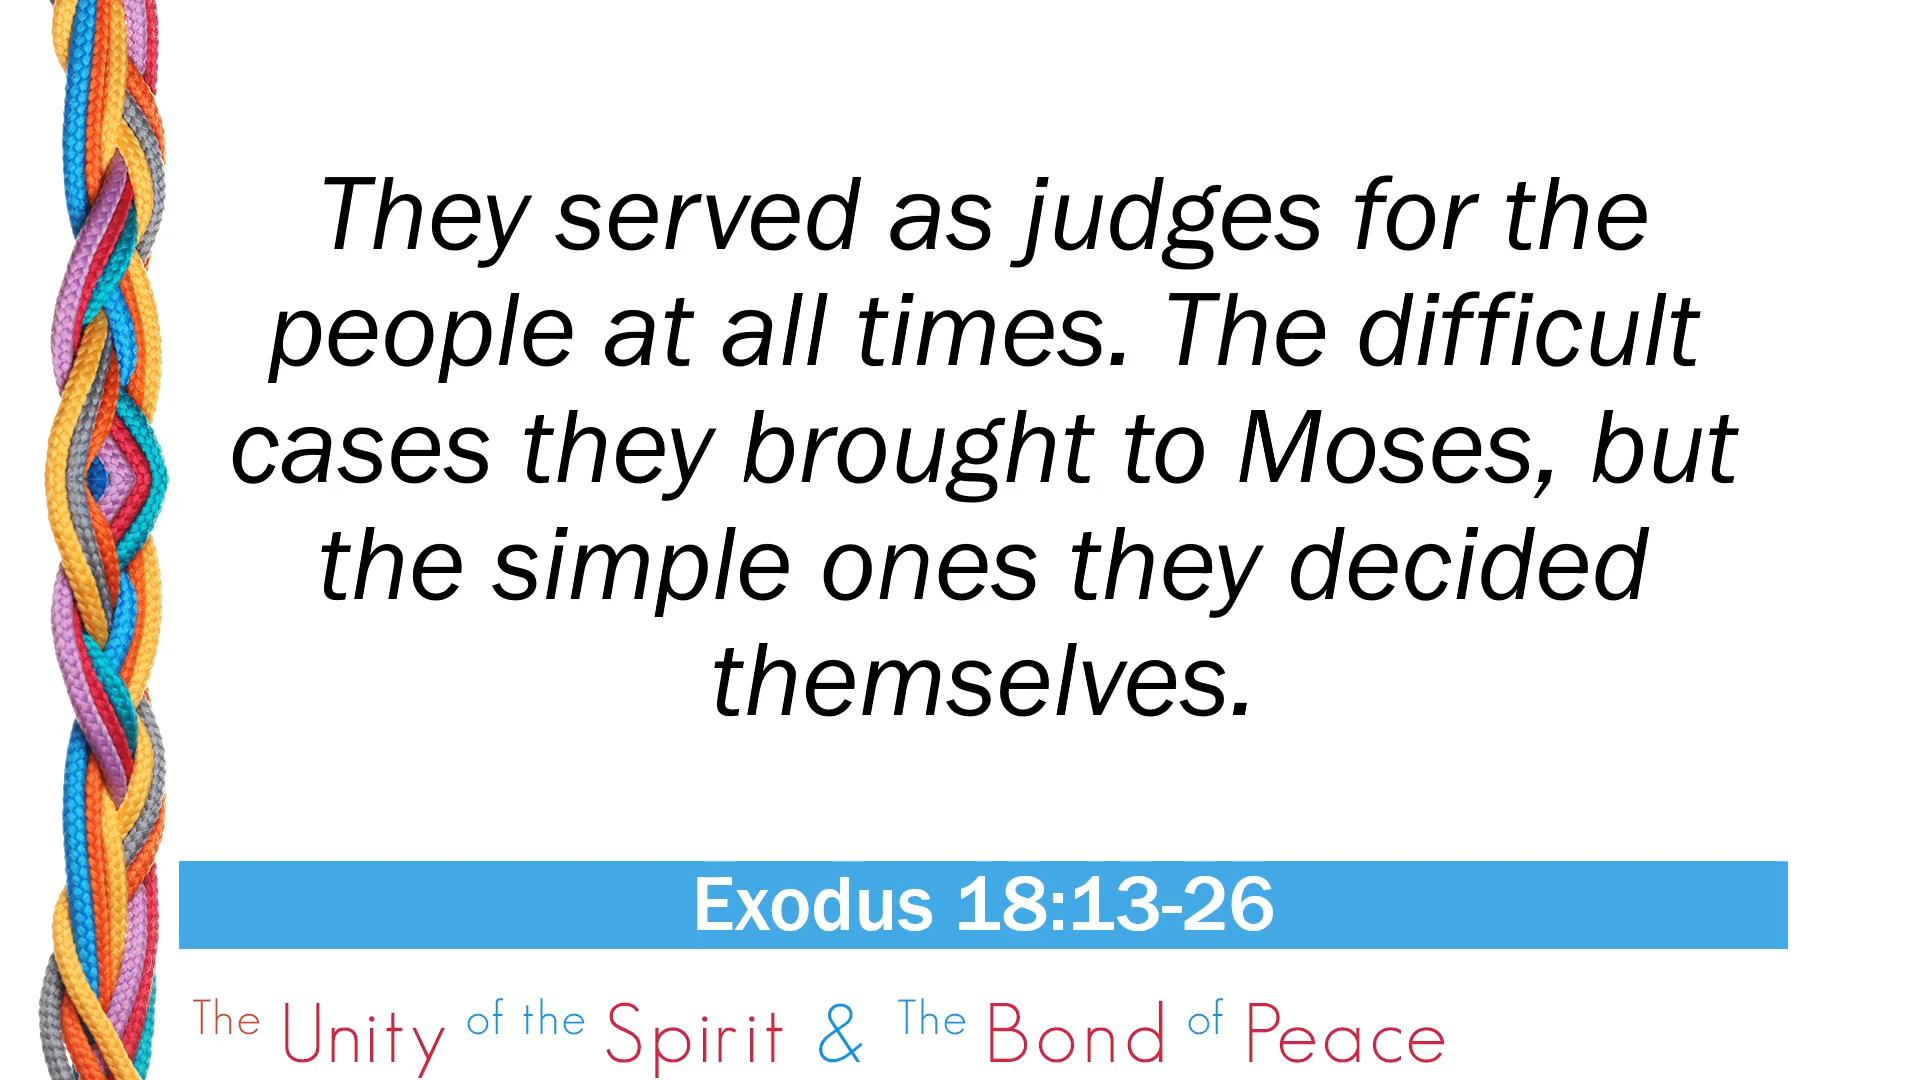 They served as judges for the
people at all times. The difficult
cases they brought to Moses, but
the simple ones they decided
themselves.
Exodus 18:13-26
The Unity of the Spirit & The Bond of Peace